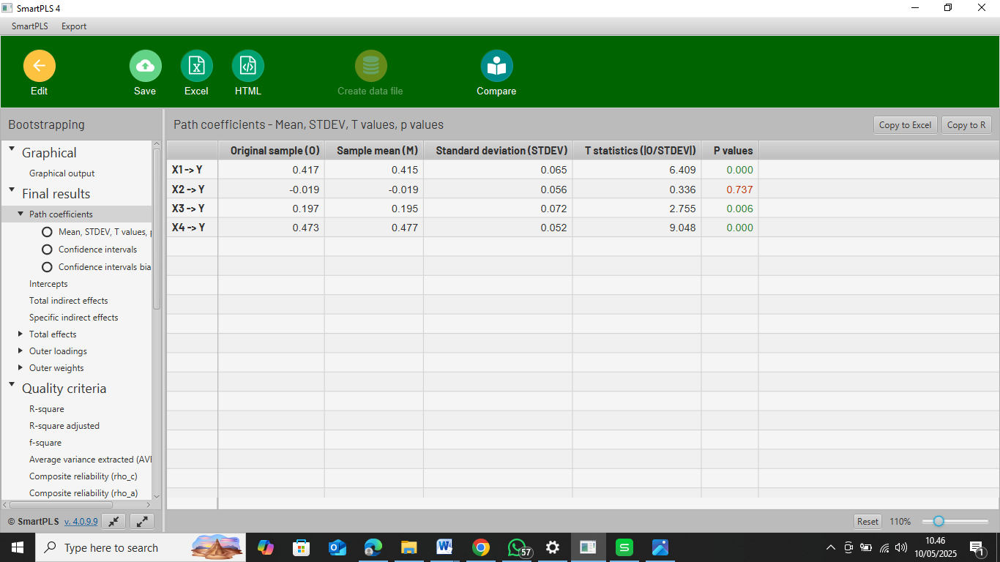 SmartPLS 4
SmartPLS Export
Edit Save Excel HTML Create data file Compare
Bootstrapping
Graphical
Graphical output
Final results
Path coefficients
Mean, STDEV, T values,
Confidence intervals
Confidence intervals bia
Intercepts
Total indirect effects
Specific indirect effects
Total effects
Outer loadings
Outer weights
Quality criteria
R-square
R-square adjusted
f-square
Average variance extracted (AV
Composite reliability (rho_c)
Composite reliability (rho_a)
© SmartPLS v. 4.0.9.9
Path coefficients - Mean, STDEV, T values, p values Copy to Excel Copy to R
Original sample (O) Sample mean (M) Standard deviation (STDEV) T statistics (|O/STDEV|) P values
X1 -> Y 0.417 0.415 0.065 6.409 0.000
X2 -> Y -0.019 -0.019 0.056 0.336 0.737
X3 -> Y 0.197 0.195 0.072 2.755 0.006
X4 -> Y 0.473 0.477 0.052 9.048 0.000
Reset 110%
Type here to search
57
10.46
10/05/2025
1